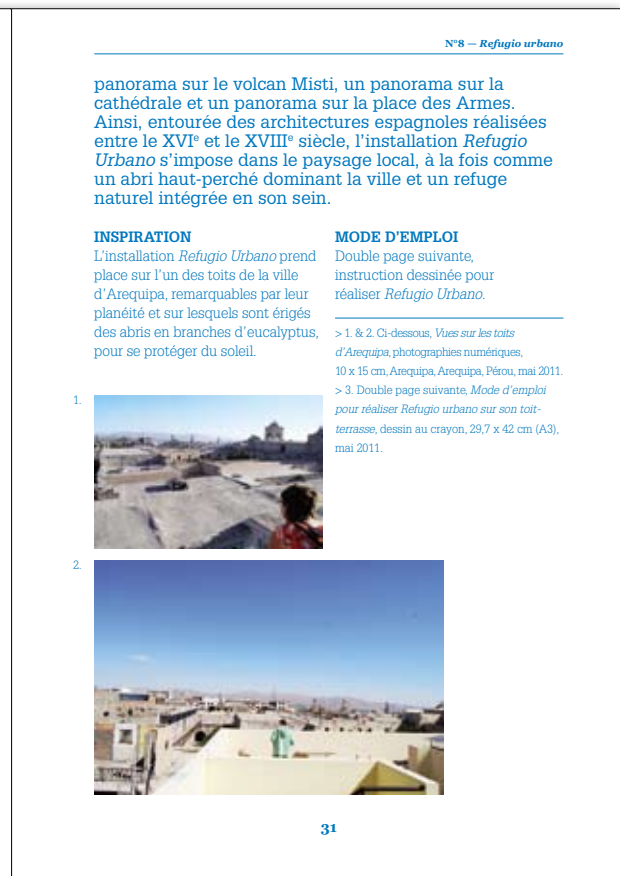 N°8 — Refugio urbano
panorama sur le volcan Misti, un panorama sur la
cathédrale et un panorama sur la place des Armes.
Ainsi, entourée des architectures espagnoles réalisées
entre le XVIe et le XVIIIe siècle, l’installation Refugio
Urbano s’impose dans le paysage local, à la fois comme
un abri haut-perché dominant la ville et un refuge
naturel intégrée en son sein.
INSPIRATION
L’installation Refugio Urbano prend
place sur l’un des toits de la ville
d’Arequipa, remarquables par leur
planéité et sur lesquels sont érigés
des abris en branches d’eucalyptus,
pour se protéger du soleil.
MODE D’EMPLOI
Double page suivante,
instruction dessinée pour
réaliser Refugio Urbano.
> 1. & 2. Ci-dessous, Vues sur les toits
d’Arequipa, photographies numériques,
10 x 15 cm, Arequipa, Arequipa, Pérou, mai 2011.
> 3. Double page suivante, Mode d’emploi
pour réaliser Refugio urbano sur son toit-
terrasse, dessin au crayon, 29,7 x 42 cm (A3),
mai 2011.
1.
2.
31